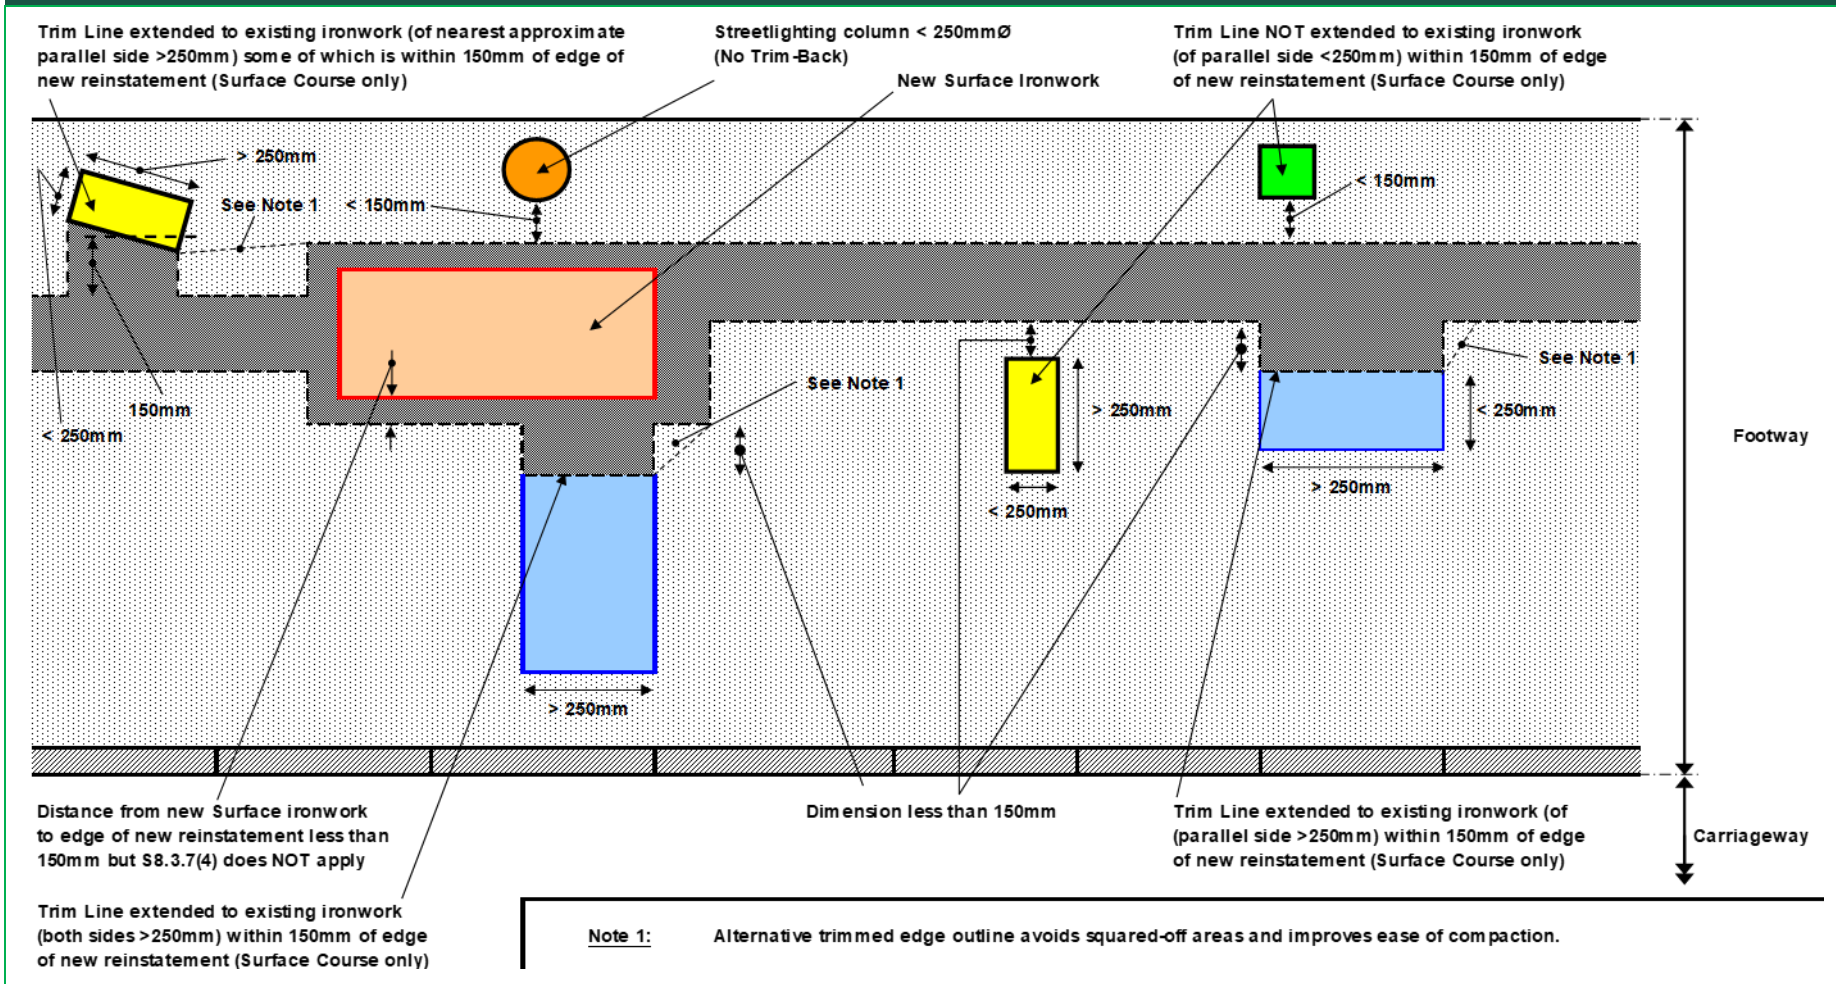 Trim Line extended to existing ironwork (of nearest approximate
parallel side >250mm) some of which is within 150mm of edge of
new reinstatement (Surface Course only)
Streetlighting column < 250mmØ
(No Trim-Back)
New Surface Ironwork
Trim Line NOT extended to existing ironwork
(of parallel side <250mm) within 150mm of edge
of new reinstatement (Surface Course only)
> 250mm
See Note 1
< 150mm
< 150mm
150mm
< 250mm
See Note 1
> 250mm
< 250mm
See Note 1
< 250mm
> 250mm
> 250mm
Footway
Distance from new Surface ironwork
to edge of new reinstatement less than
150mm but S8.3.7(4) does NOT apply
Dimension less than 150mm
Trim Line extended to existing ironwork (of
(parallel side >250mm) within 150mm of edge
of new reinstatement (Surface Course only)
Carriageway
Trim Line extended to existing ironwork
(both sides >250mm) within 150mm of edge
of new reinstatement (Surface Course only)
Note 1: Alternative trimmed edge outline avoids squared-off areas and improves ease of compaction.